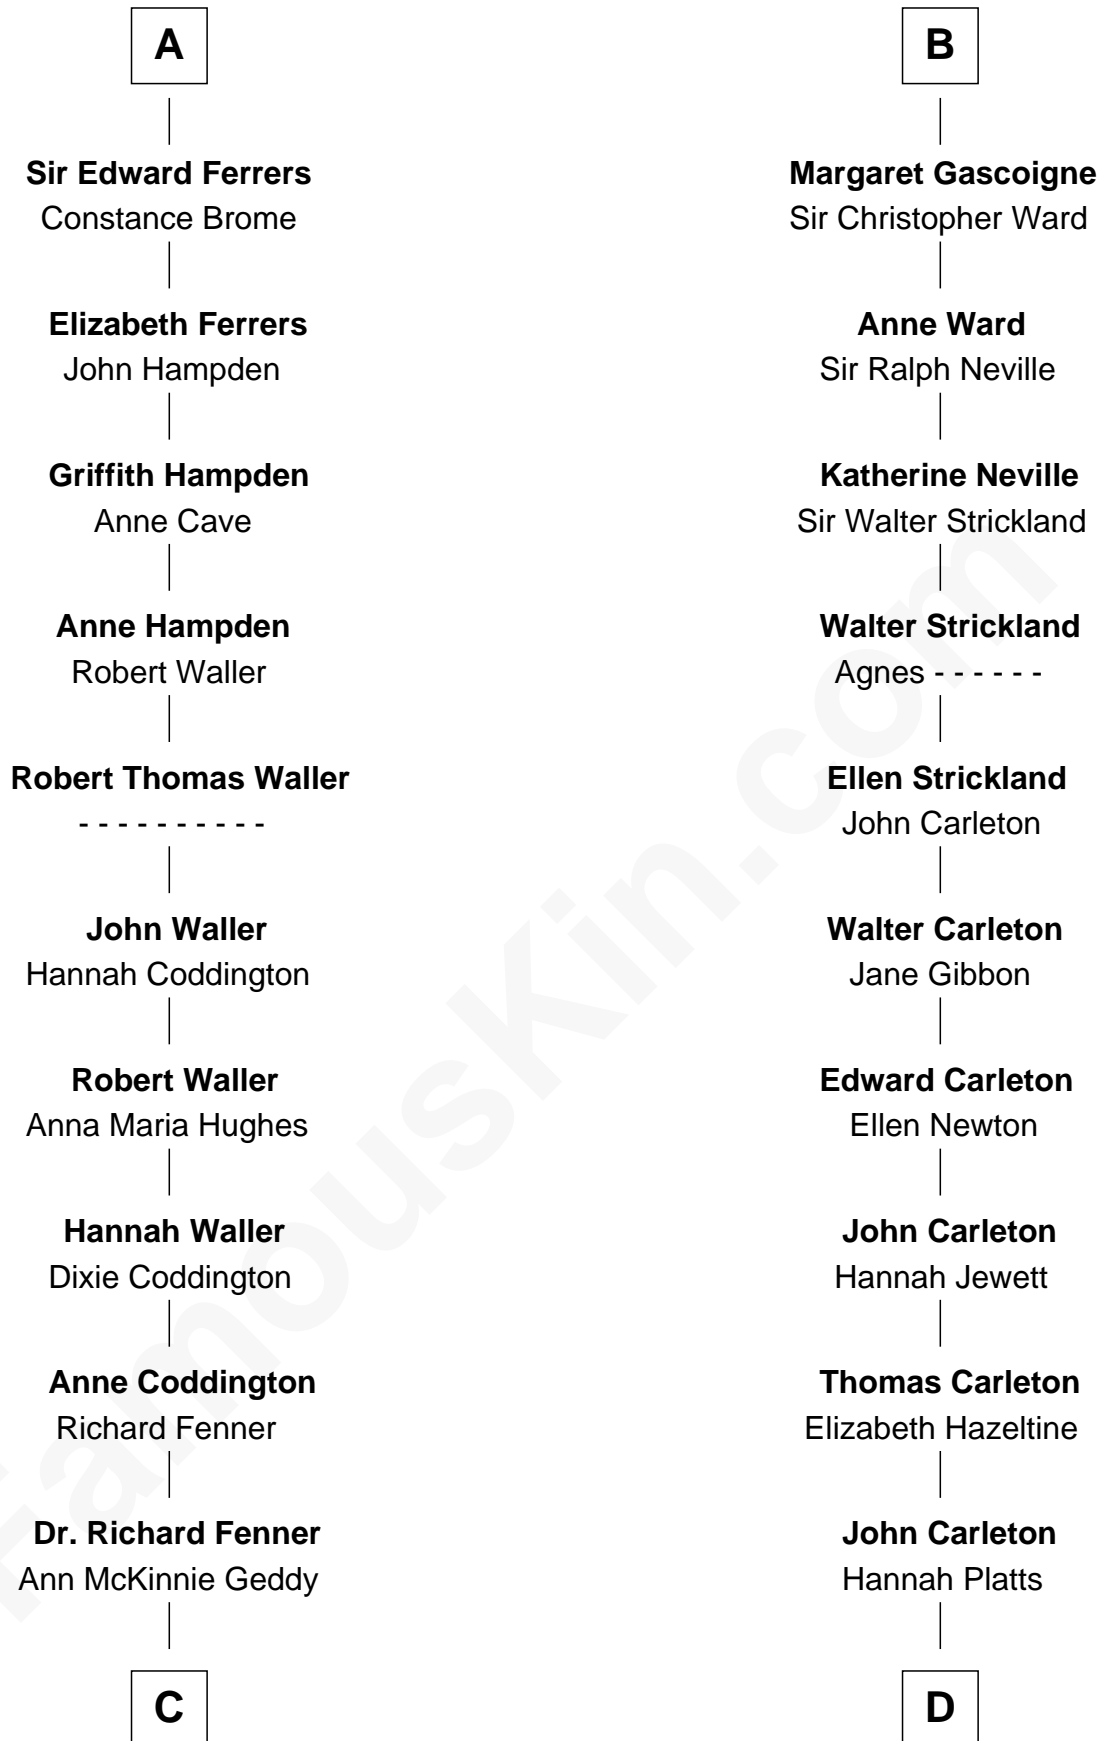 A
Sir Edward Ferrers
Constance Brome
Elizabeth Ferrers
John Hampden
Griffith Hampden
Anne Cave
Anne Hampden
Robert Waller
Robert Thomas Waller
- - - - - - - - - -
John Waller
Hannah Coddington
Robert Waller
Anna Maria Hughes
Hannah Waller
Dixie Coddington
Anne Coddington
Richard Fenner
Dr. Richard Fenner
Ann McKinnie Geddy
C
B
Margaret Gascoigne
Sir Christopher Ward
Anne Ward
Sir Ralph Neville
Katherine Neville
Sir Walter Strickland
Walter Strickland
Agnes - - - - - -
Ellen Strickland
John Carleton
Walter Carleton
Jane Gibbon
Edward Carleton
Ellen Newton
John Carleton
Hannah Jewett
Thomas Carleton
Elizabeth Hazeltine
John Carleton
Hannah Platts
D
FamousKin.com